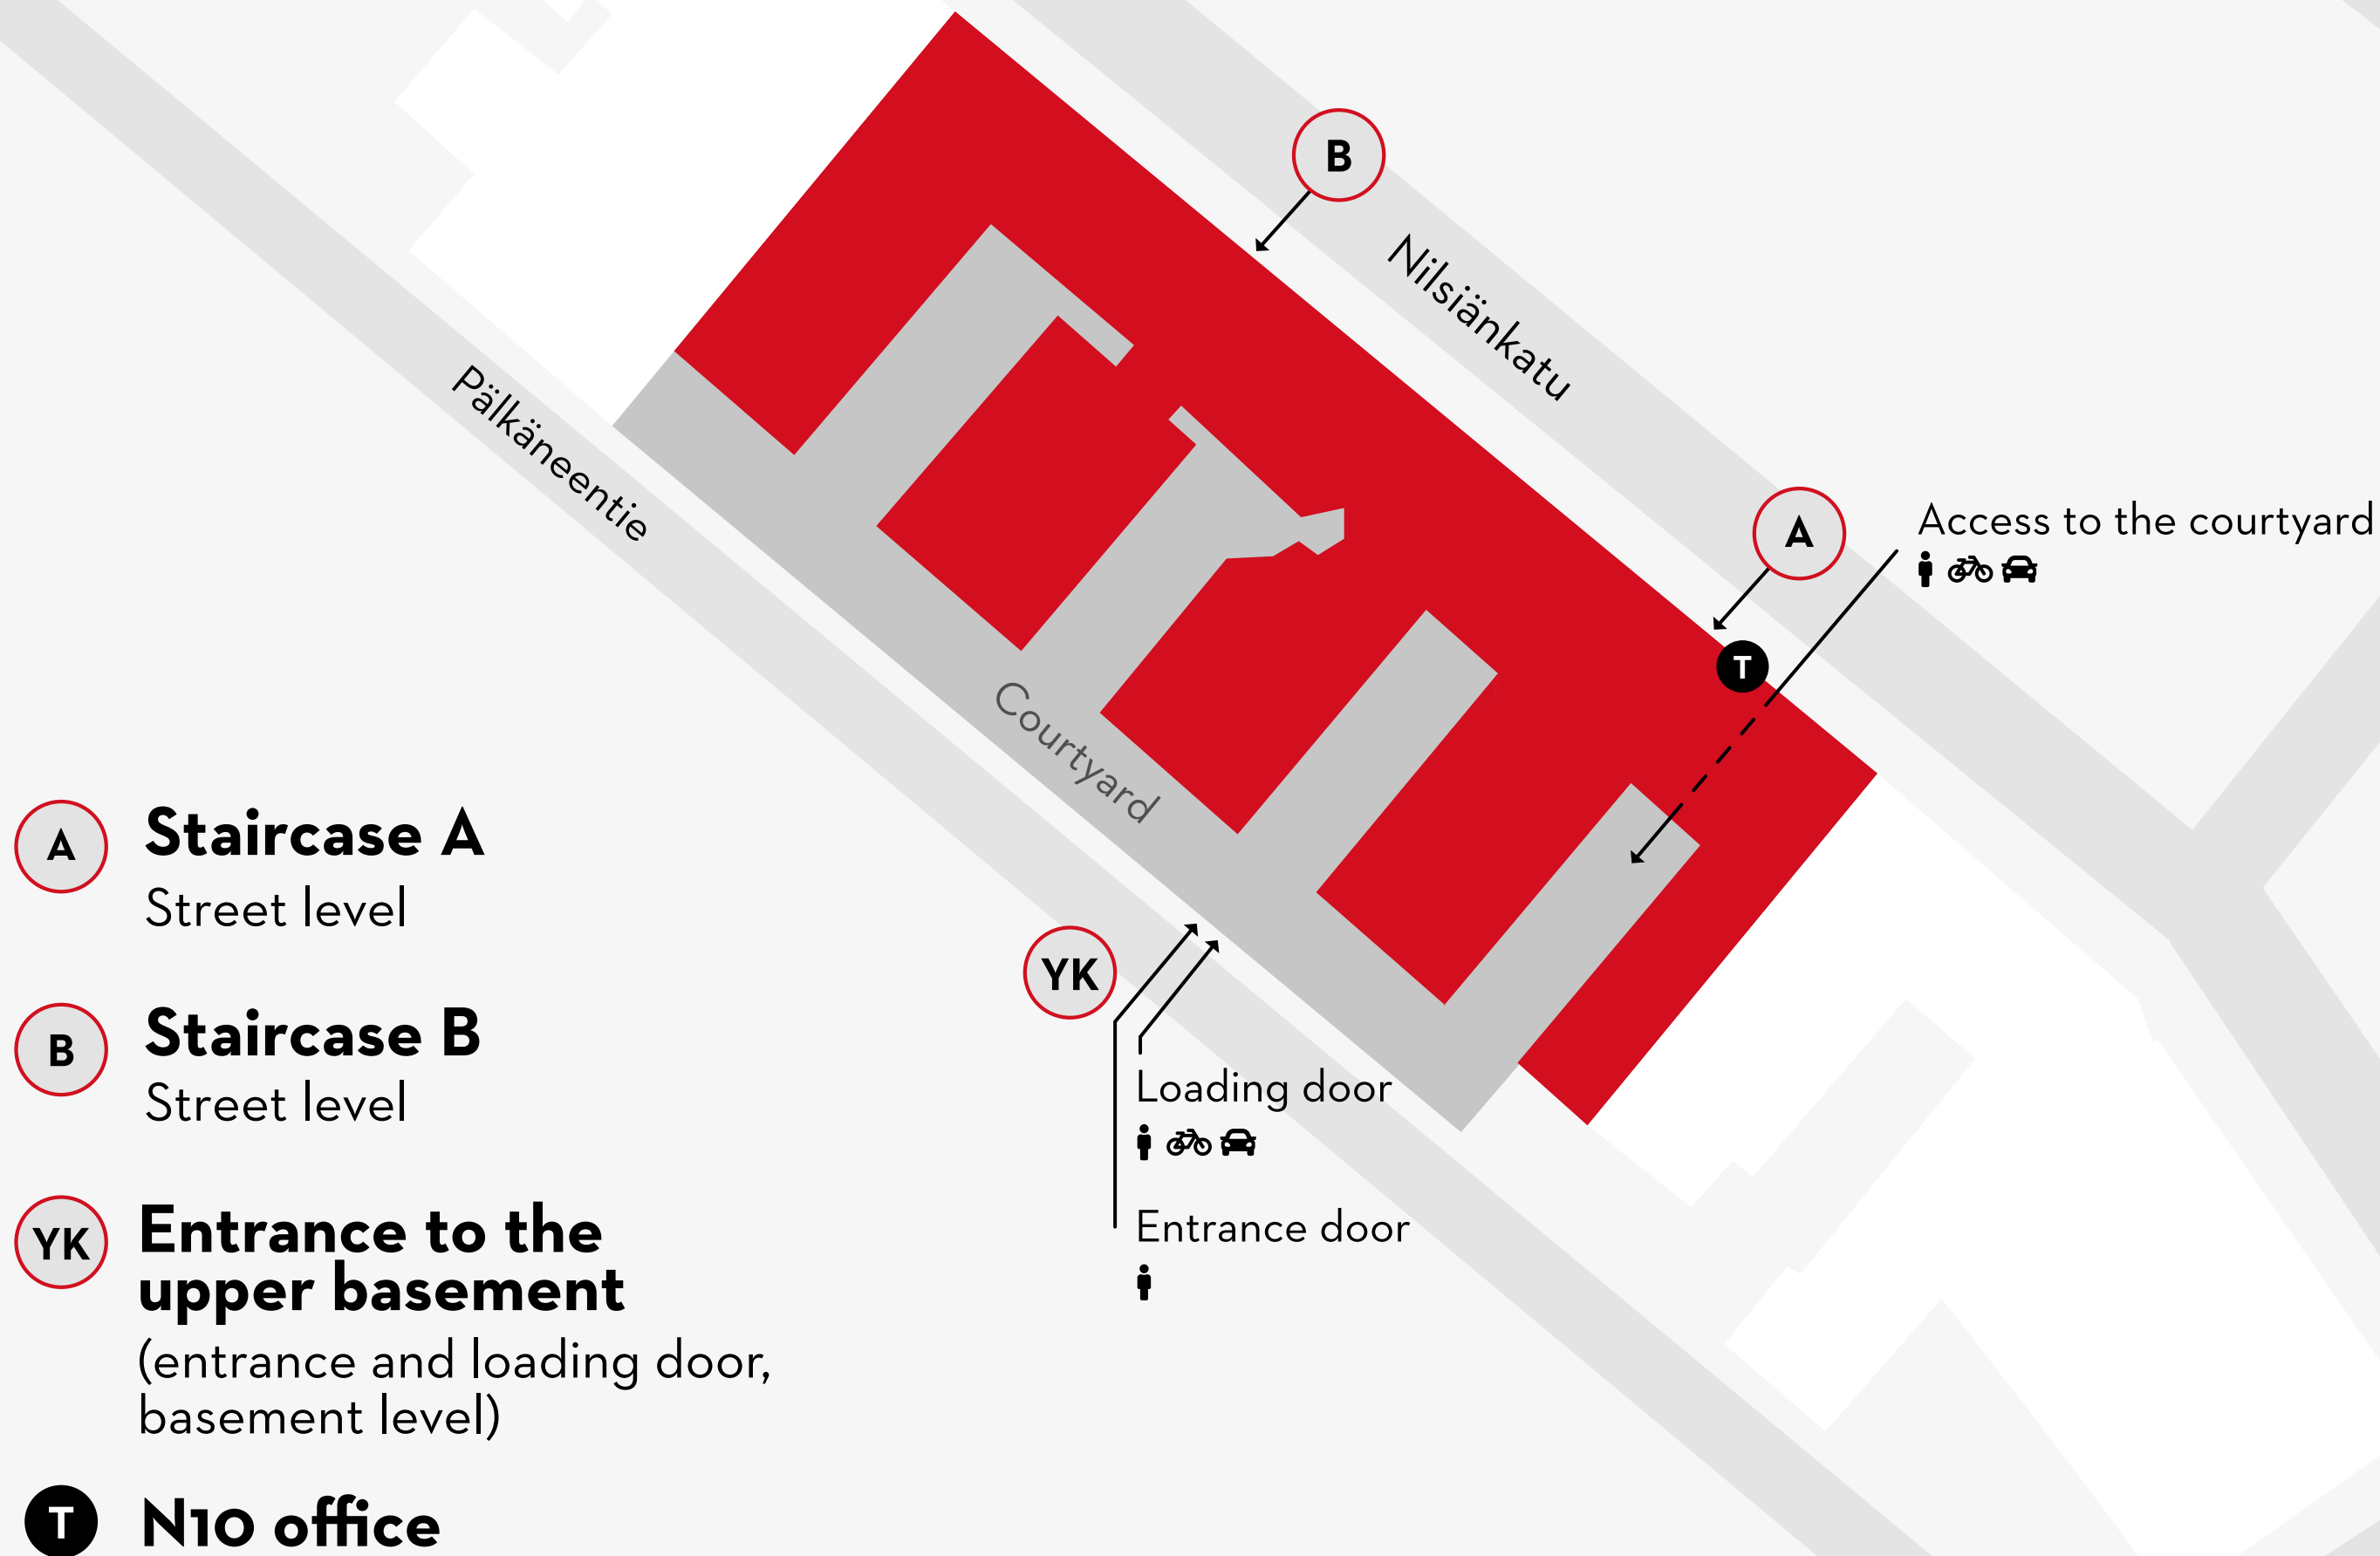 B
Nilsiänkatu
Pälkäneentie
A
Access to the courtyard
T
Courtyard
YK
Loading door
Entrance door
A
Staircase A
Street level
B
Staircase B
Street level
YK
Entrance to the
upper basement
(entrance and loading door,
basement level)
T
N10 office